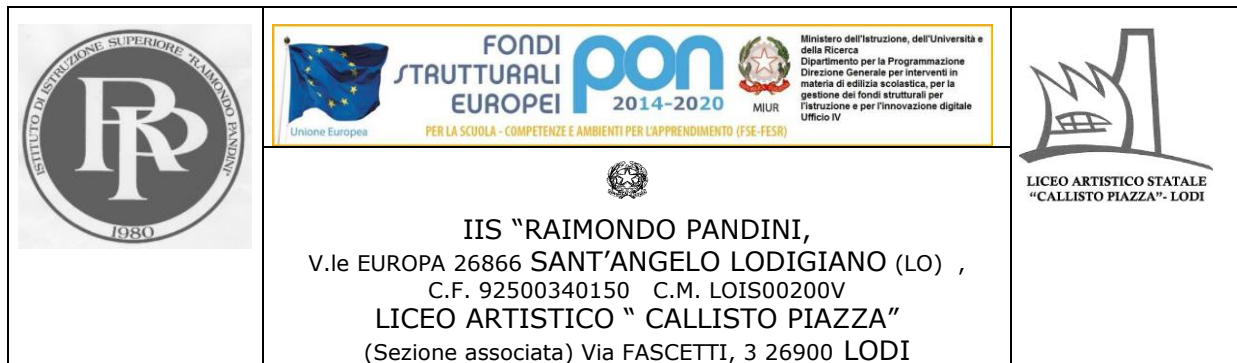 ISTITUTO DI ISTRUZIONE SUPERIORE "RAIMONDO PANDINI"
RP
1980
Unione Europea
FONDI
STRUTTURALI
EUROPEI
pon
2014-2020
MIUR
Ministero dell'Istruzione, dell'Università e
della Ricerca
Dipartimento per la Programmazione
Direzione Generale per interventi in
materia di edilizia scolastica, per la
gestione dei fondi strutturali per
l'istruzione e per l'innovazione digitale
Ufficio IV
PER LA SCUOLA - COMPETENZE E AMBIENTI PER L'APPRENDIMENTO (FSE-FESR)
IIS "RAIMONDO PANDINI,
V.le EUROPA 26866 SANT'ANGELO LODIGIANO (LO) ,
C.F. 92500340150 C.M. LOIS00200V
LICEO ARTISTICO " CALLISTO PIAZZA"
(Sezione associata) Via FASCETTI, 3 26900 LODI
LICEO ARTISTICO STATALE
"CALLISTO PIAZZA"- LODI